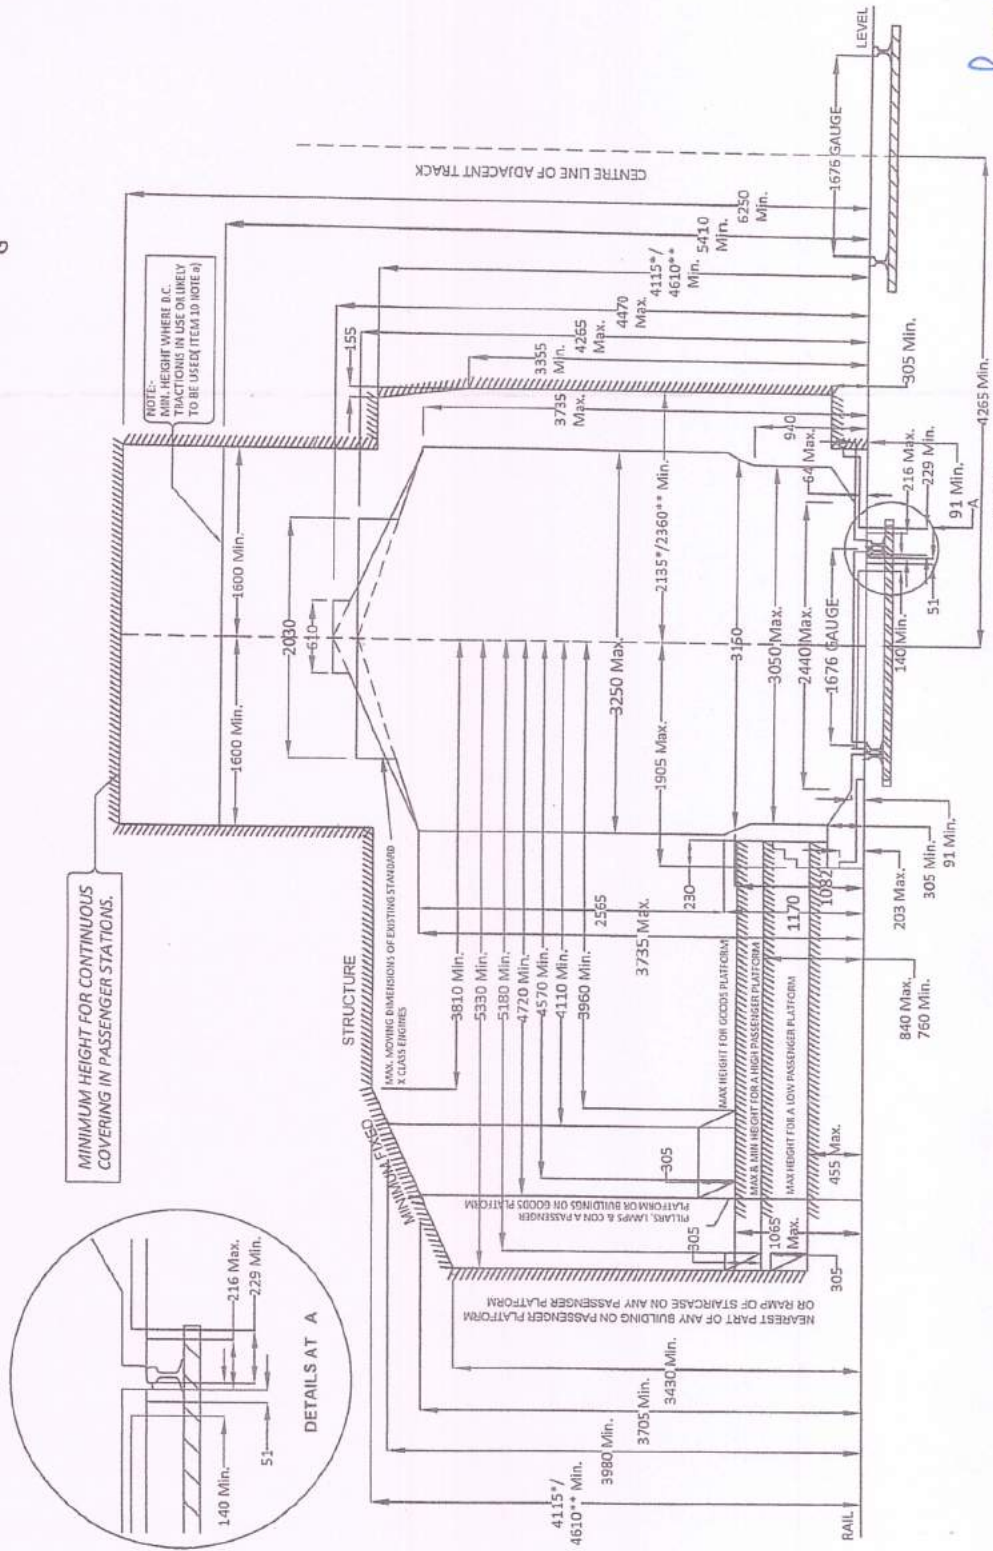 MINIMUM HEIGHT FOR CONTINUOUS
COVERING IN PASSENGER STATIONS.
NOTE:-
MIN. HEIGHT WHERE D.C.
TRACTION IS IN USE OR LIKELY
TO BE USED( ITEM 10 NOTE a)
1600 Min.
1600 Min.
2030
610
STRUCTURE
MINIMUM FIXED
MAX. MOVING DIMENSIONS OF EXISTING STANDARD
X CLASS ENGINES
3810 Min.
5330 Min.
5180 Min.
4720 Min.
4570 Min.
4110 Min.
3960 Min.
3250 Max.
2135*/2360** Min.
1905 Max.
3150
3050 Max.
2440 Max.
1676 GAUGE
155
3355
Min.
3735
Max.
4265
Max.
4470
Max.
4115*/
4610**
Min.
5410
Min.
6250
Min.
CENTRE LINE OF ADJACENT TRACK
1676 GAUGE
LEVEL
305 Min.
940
64 Max.
216 Max.
229 Min.
91 Min.
A
51
140 Min.
4265 Min.
2565
3735 Max.
230
1170
1082
203 Max.
305 Min.
91 Min.
840 Max.
760 Min.
455 Max.
MAX HEIGHT FOR GOODS PLATFORM
MAX & MIN HEIGHT FOR A HIGH PASSENGER PLATFORM
MAX HEIGHT FOR A LOW PASSENGER PLATFORM
305
305
1065
Max.
305
PILLARS, LAMPS & C ON A PASSENGER
PLATFORM OR BUILDINGS ON GOODS PLATFORM
NEAREST PART OF ANY BUILDING ON PASSENGER PLATFORM
OR RAMP OF STAIRCASE ON ANY PASSENGER PLATFORM
3430 Min.
3705 Min.
3980 Min.
4115*/
4610** Min.
RAIL
216 Max.
229 Min.
140 Min.
51
DETAILS AT A